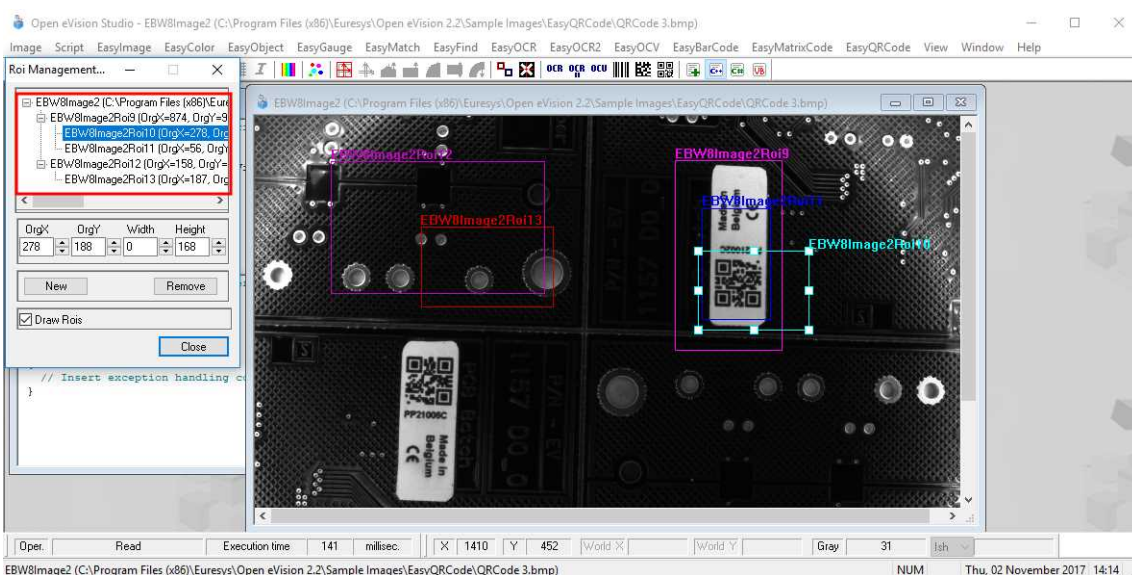 Open eVision Studio - EBW8Image2 (C:\Program Files (x86)\Euresys\Open eVision 2.2\Sample Images\EasyQRCode\QRCode 3.bmp)
Image Script EasyImage EasyColor EasyObject EasyGauge EasyMatch EasyFind EasyOCR EasyOCR2 EasyOCV EasyBarCode EasyMatrixCode EasyQRCode View Window Help
Roi Management...
EBW8Image2 (C:\Program Files (x86)\Eure
EBW8Image2Roi9 (OrgX=874, OrgY=9
EBW8Image2Roi10 (OrgX=278, Org
EBW8Image2Roi11 (OrgX=56, OrgY
EBW8Image2Roi12 (OrgX=158, OrgY=
EBW8Image2Roi13 (OrgX=187, Org
OrgX OrgY Width Height
278 188 0 168
New Remove
Draw Rois
Close
// Insert exception handling co
}
EBW8Image2 (C:\Program Files (x86)\Euresys\Open eVision 2.2\Sample Images\EasyQRCode\QRCode 3.bmp)
EBW8Image2Roi12
EBW8Image2Roi9
EBW8Image2Roi11
EBW8Image2Roi13
EBW8Image2Roi10
Made in
Belgium
CE
PP21006C
Made in
Belgium
CE
Oper. Read Execution time 141 millisec. X 1410 Y 452 World X World Y Gray 31 lsh
EBW8Image2 (C:\Program Files (x86)\Euresys\Open eVision 2.2\Sample Images\EasyQRCode\QRCode 3.bmp) NUM Thu, 02 November 2017 14:14